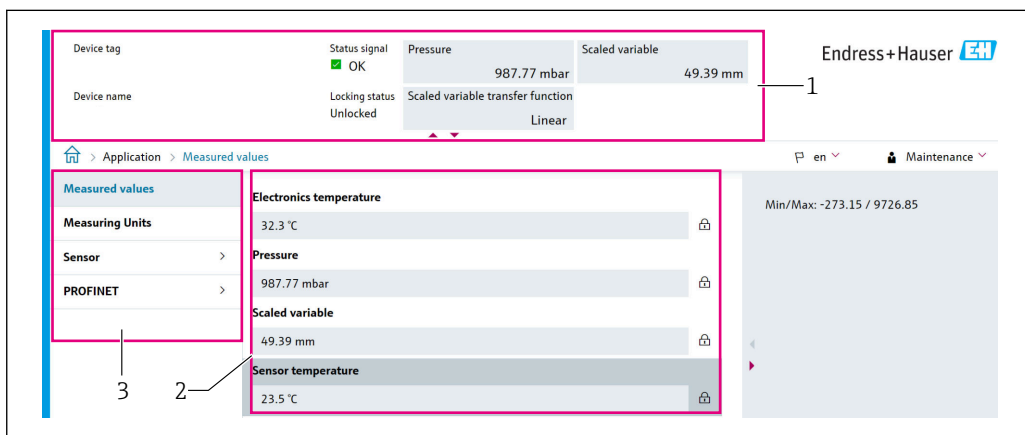 Device tag
Status signal
OK
Pressure
987.77 mbar
Scaled variable
49.39 mm
Endress+Hauser EH
1
Device name
Locking status
Unlocked
Scaled variable transfer function
Linear
> Application > Measured values
en
Maintenance
Measured values
Measuring Units
Sensor >
PROFINET >
3
Electronics temperature
32.3 °C
Pressure
987.77 mbar
Scaled variable
49.39 mm
2
Sensor temperature
23.5 °C
Min/Max: -273.15 / 9726.85